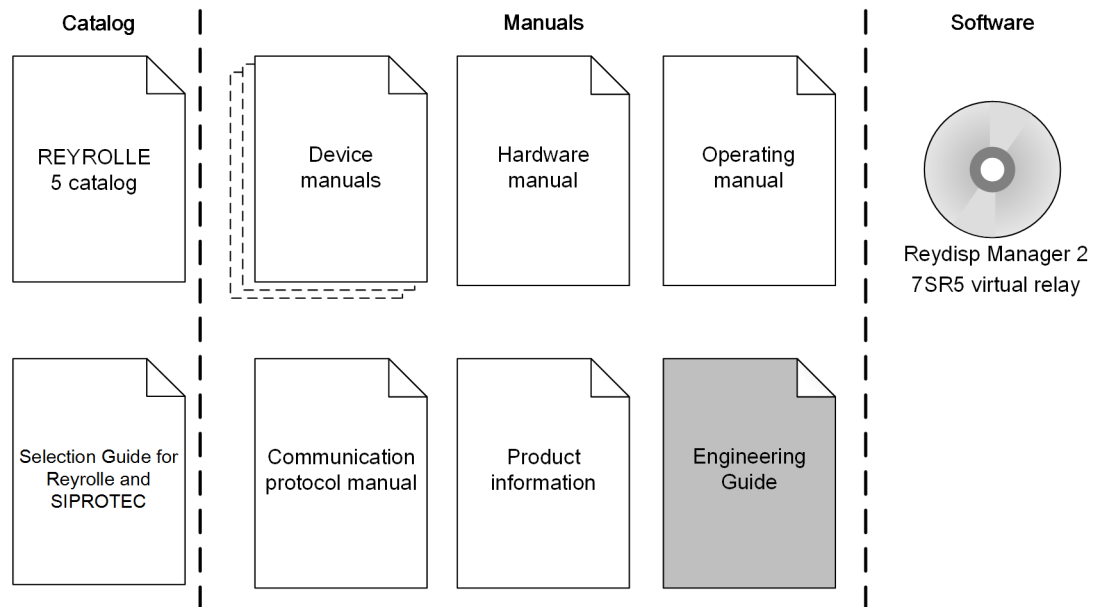 Catalog
Manuals
Software
REYROLLE
5 catalog
Device
manuals
Hardware
manual
Operating
manual
Reydisp Manager 2
7SR5 virtual relay
Selection Guide for
Reyrolle and
SIPROTEC
Communication
protocol manual
Product
information
Engineering
Guide